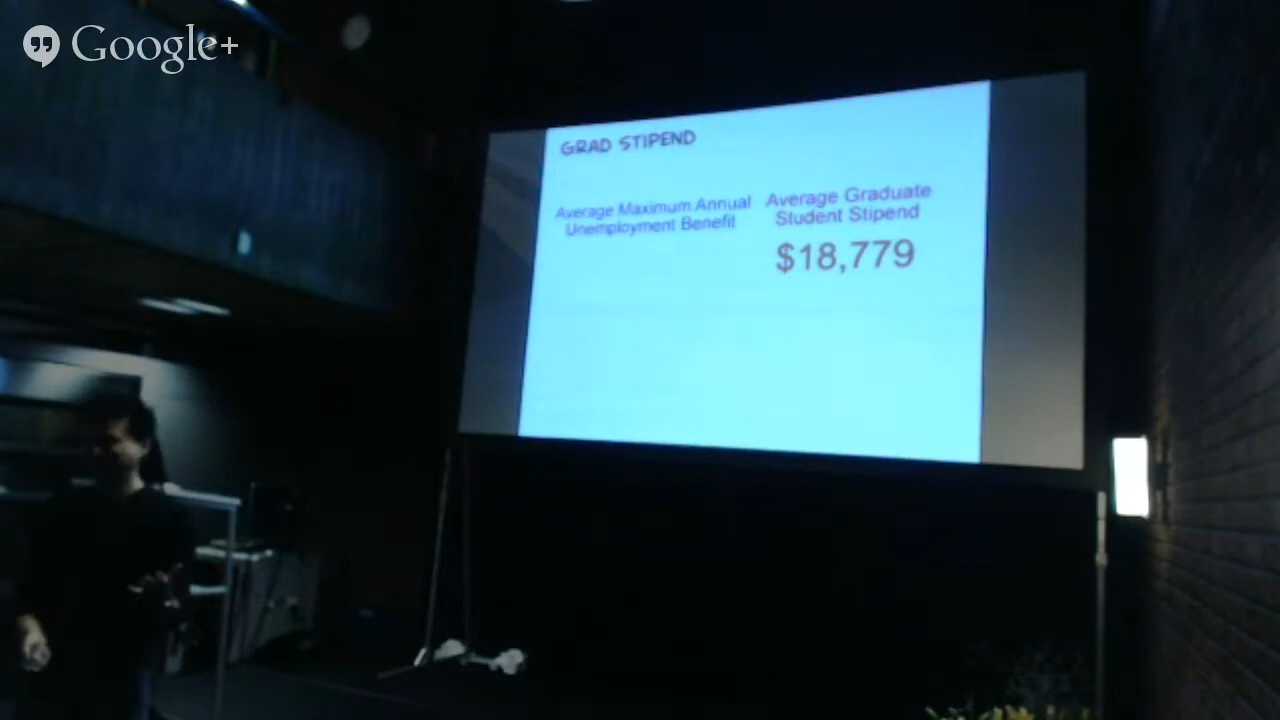 Google+
GRAD STIPEND
Average Maximum Annual
Unemployment Benefit
Average Graduate
Student Stipend
$18,779